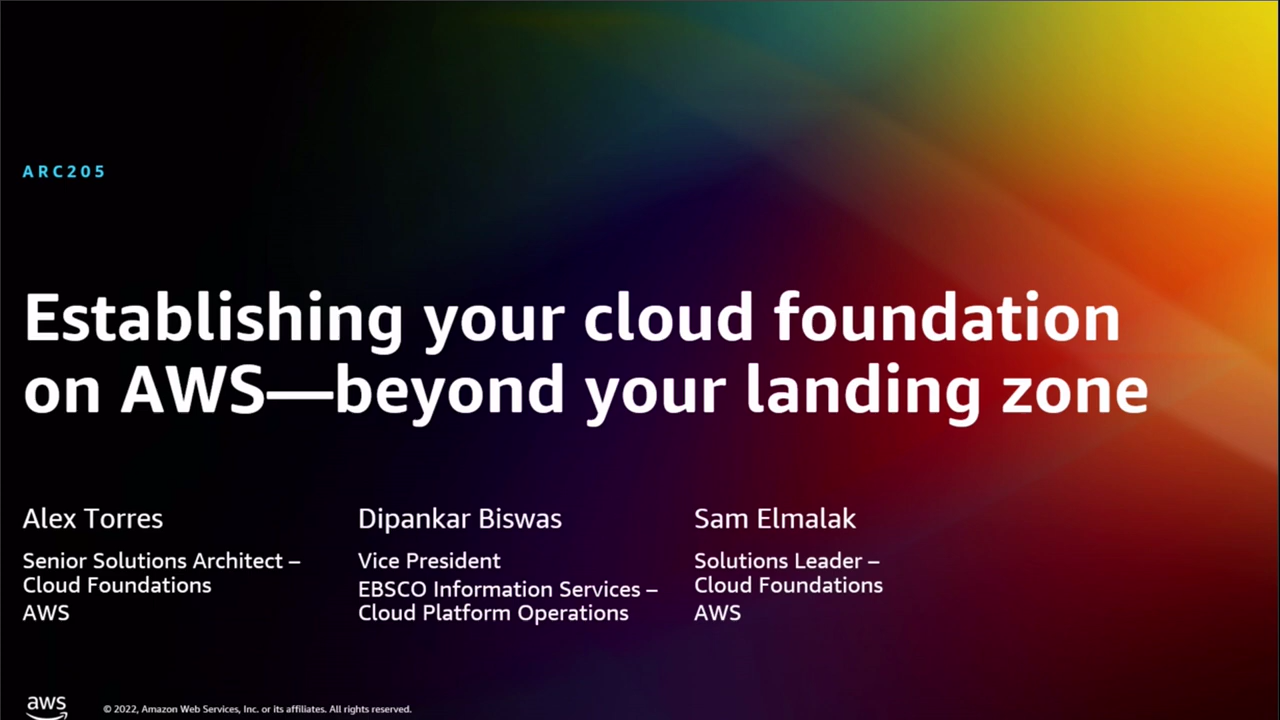 ARC205
Establishing your cloud foundation
on AWS—beyond your landing zone
Alex Torres
Senior Solutions Architect –
Cloud Foundations
AWS
Dipankar Biswas
Vice President
EBSCO Information Services –
Cloud Platform Operations
Sam Elmalak
Solutions Leader –
Cloud Foundations
AWS
aws
© 2022, Amazon Web Services, Inc. or its affiliates. All rights reserved.